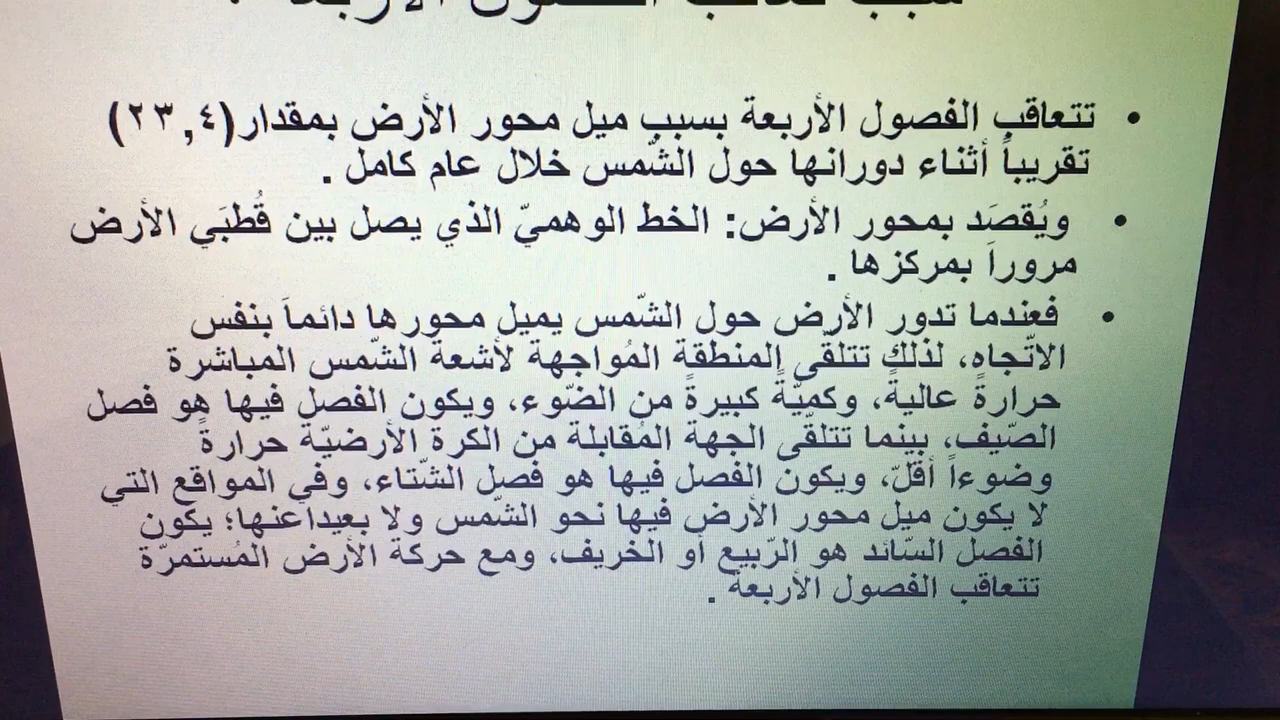 • تتعاقب الفصول الأربعة بسبب ميل محور الأرض بمقدار(٢٣,٤)
تقريباً أثناء دورانها حول الشّمس خلال عام كامل .
• ويُقصَد بمحور الأرض: الخط الوهميّ الذي يصل بين قُطبَي الأرض
مروراَ بمركزها .
• فعندما تدور الأرض حول الشّمس يميل محورها دائماَ بنفس
الاتّجاه، لذلك تتلقّى المنطقة المُواجهة لأشعة الشّمس المباشرة
حرارةً عاليةً، وكميّةً كبيرةً من الضّوء، ويكون الفصل فيها هو فصل
الصّيف، بينما تتلقّى الجهة المُقابلة من الكرة الأرضيّة حرارةً
وضوءاً أقلّ، ويكون الفصل فيها هو فصل الشّتاء، وفي المواقع التي
لا يكون ميل محور الأرض فيها نحو الشّمس ولا بعيداعنها؛ يكون
الفصل السّائد هو الرّبيع أو الخريف، ومع حركة الأرض المُستمرّة
تتعاقب الفصول الأربعة .